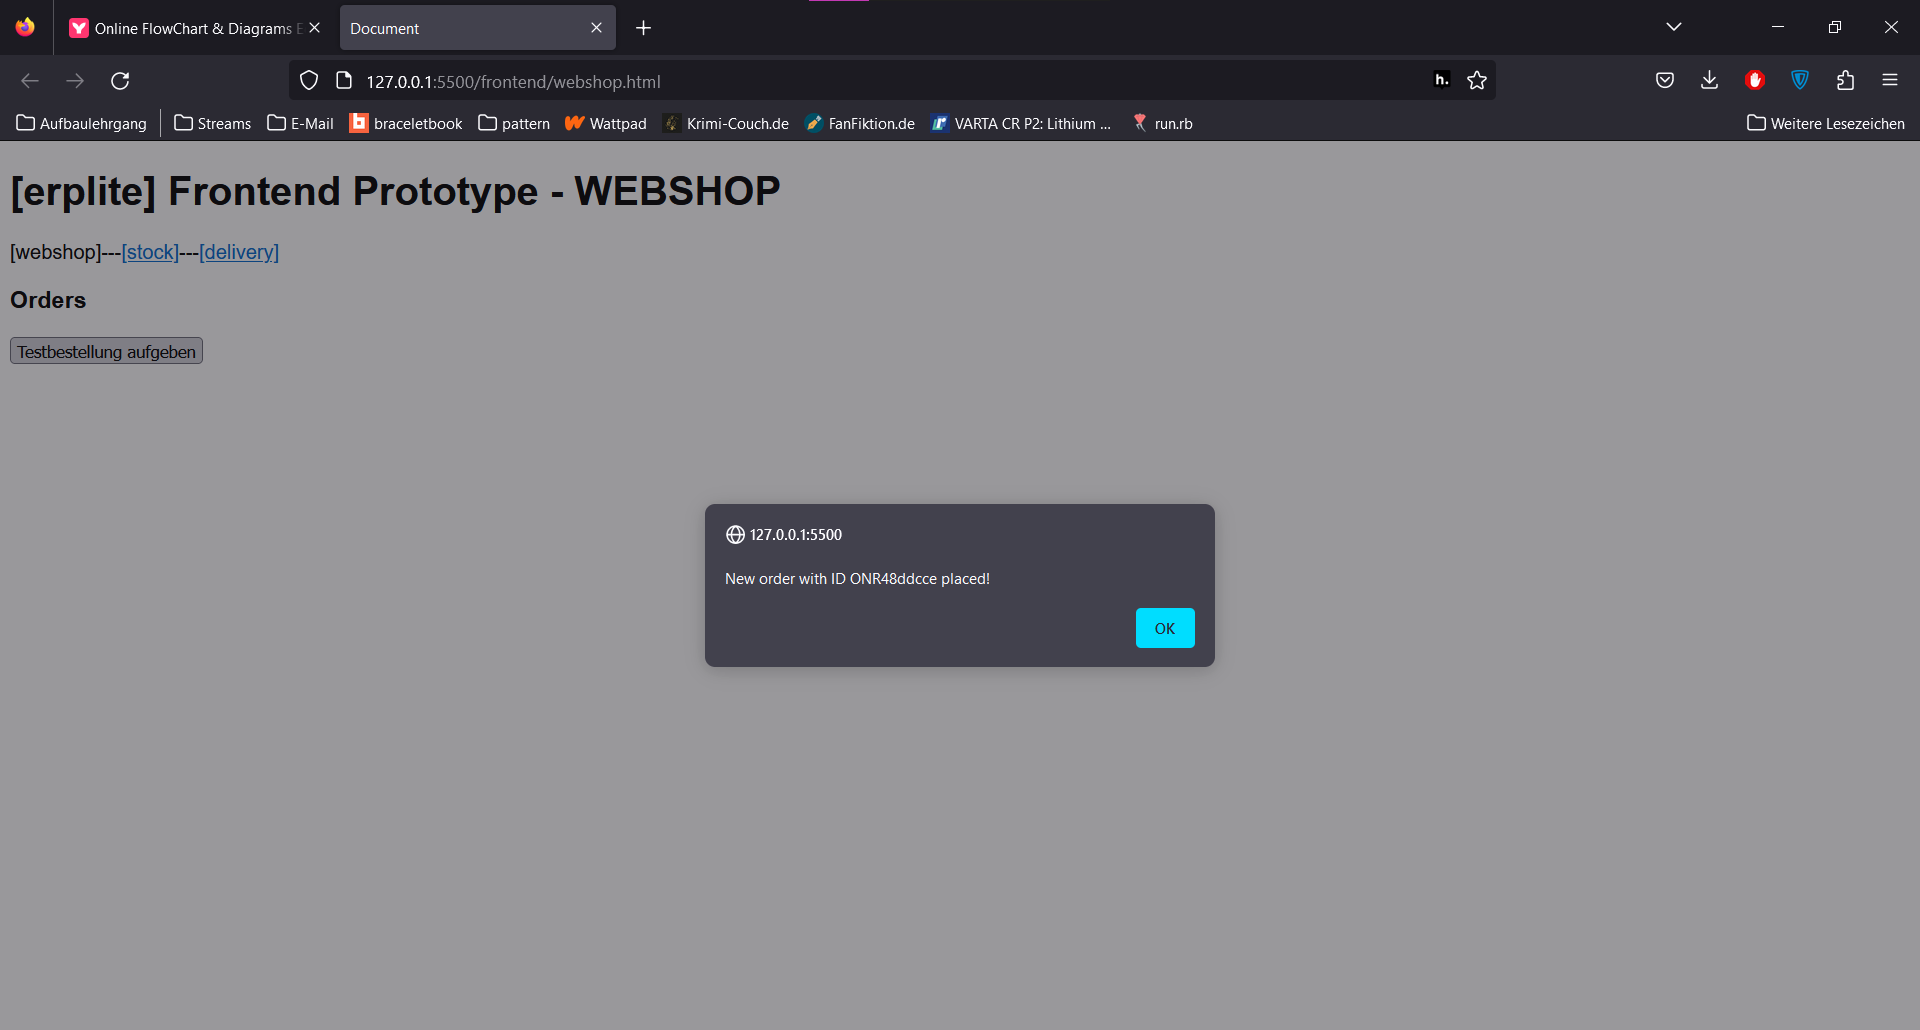 Online FlowChart & Diagrams E
Document
127.0.0.1:5500/frontend/webshop.html
h.
Aufbaulehrgang
Streams
E-Mail
braceletbook
pattern
Wattpad
Krimi-Couch.de
FanFiktion.de
VARTA CR P2: Lithium ...
run.rb
Weitere Lesezeichen
[erplite] Frontend Prototype - WEBSHOP
[webshop]---[stock]---[delivery]
Orders
Testbestellung aufgeben
127.0.0.1:5500
New order with ID ONR48ddcce placed!
OK